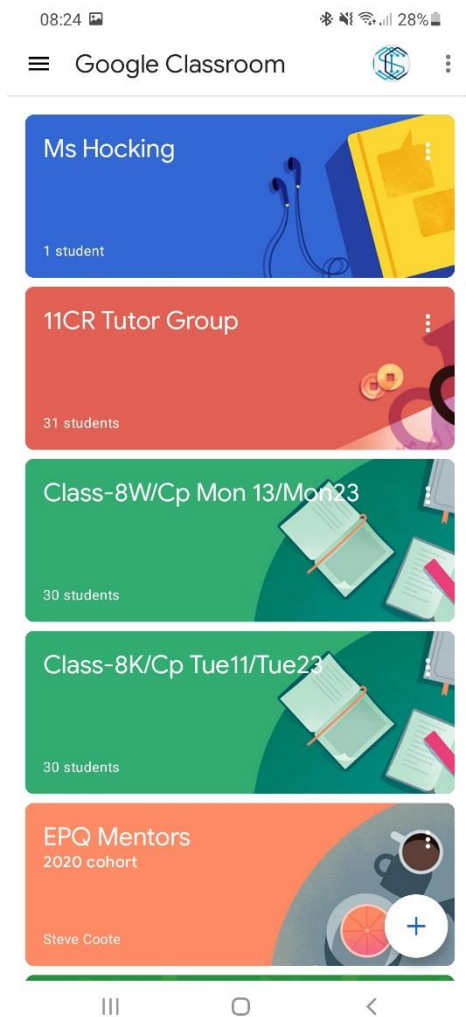 08:24 28%
Google Classroom
Ms Hocking
1 student
11CR Tutor Group
31 students
Class-8W/Cp Mon 13/Mon23
30 students
Class-8K/Cp Tue11/Tue23
30 students
EPQ Mentors
2020 cohort
Steve Coote